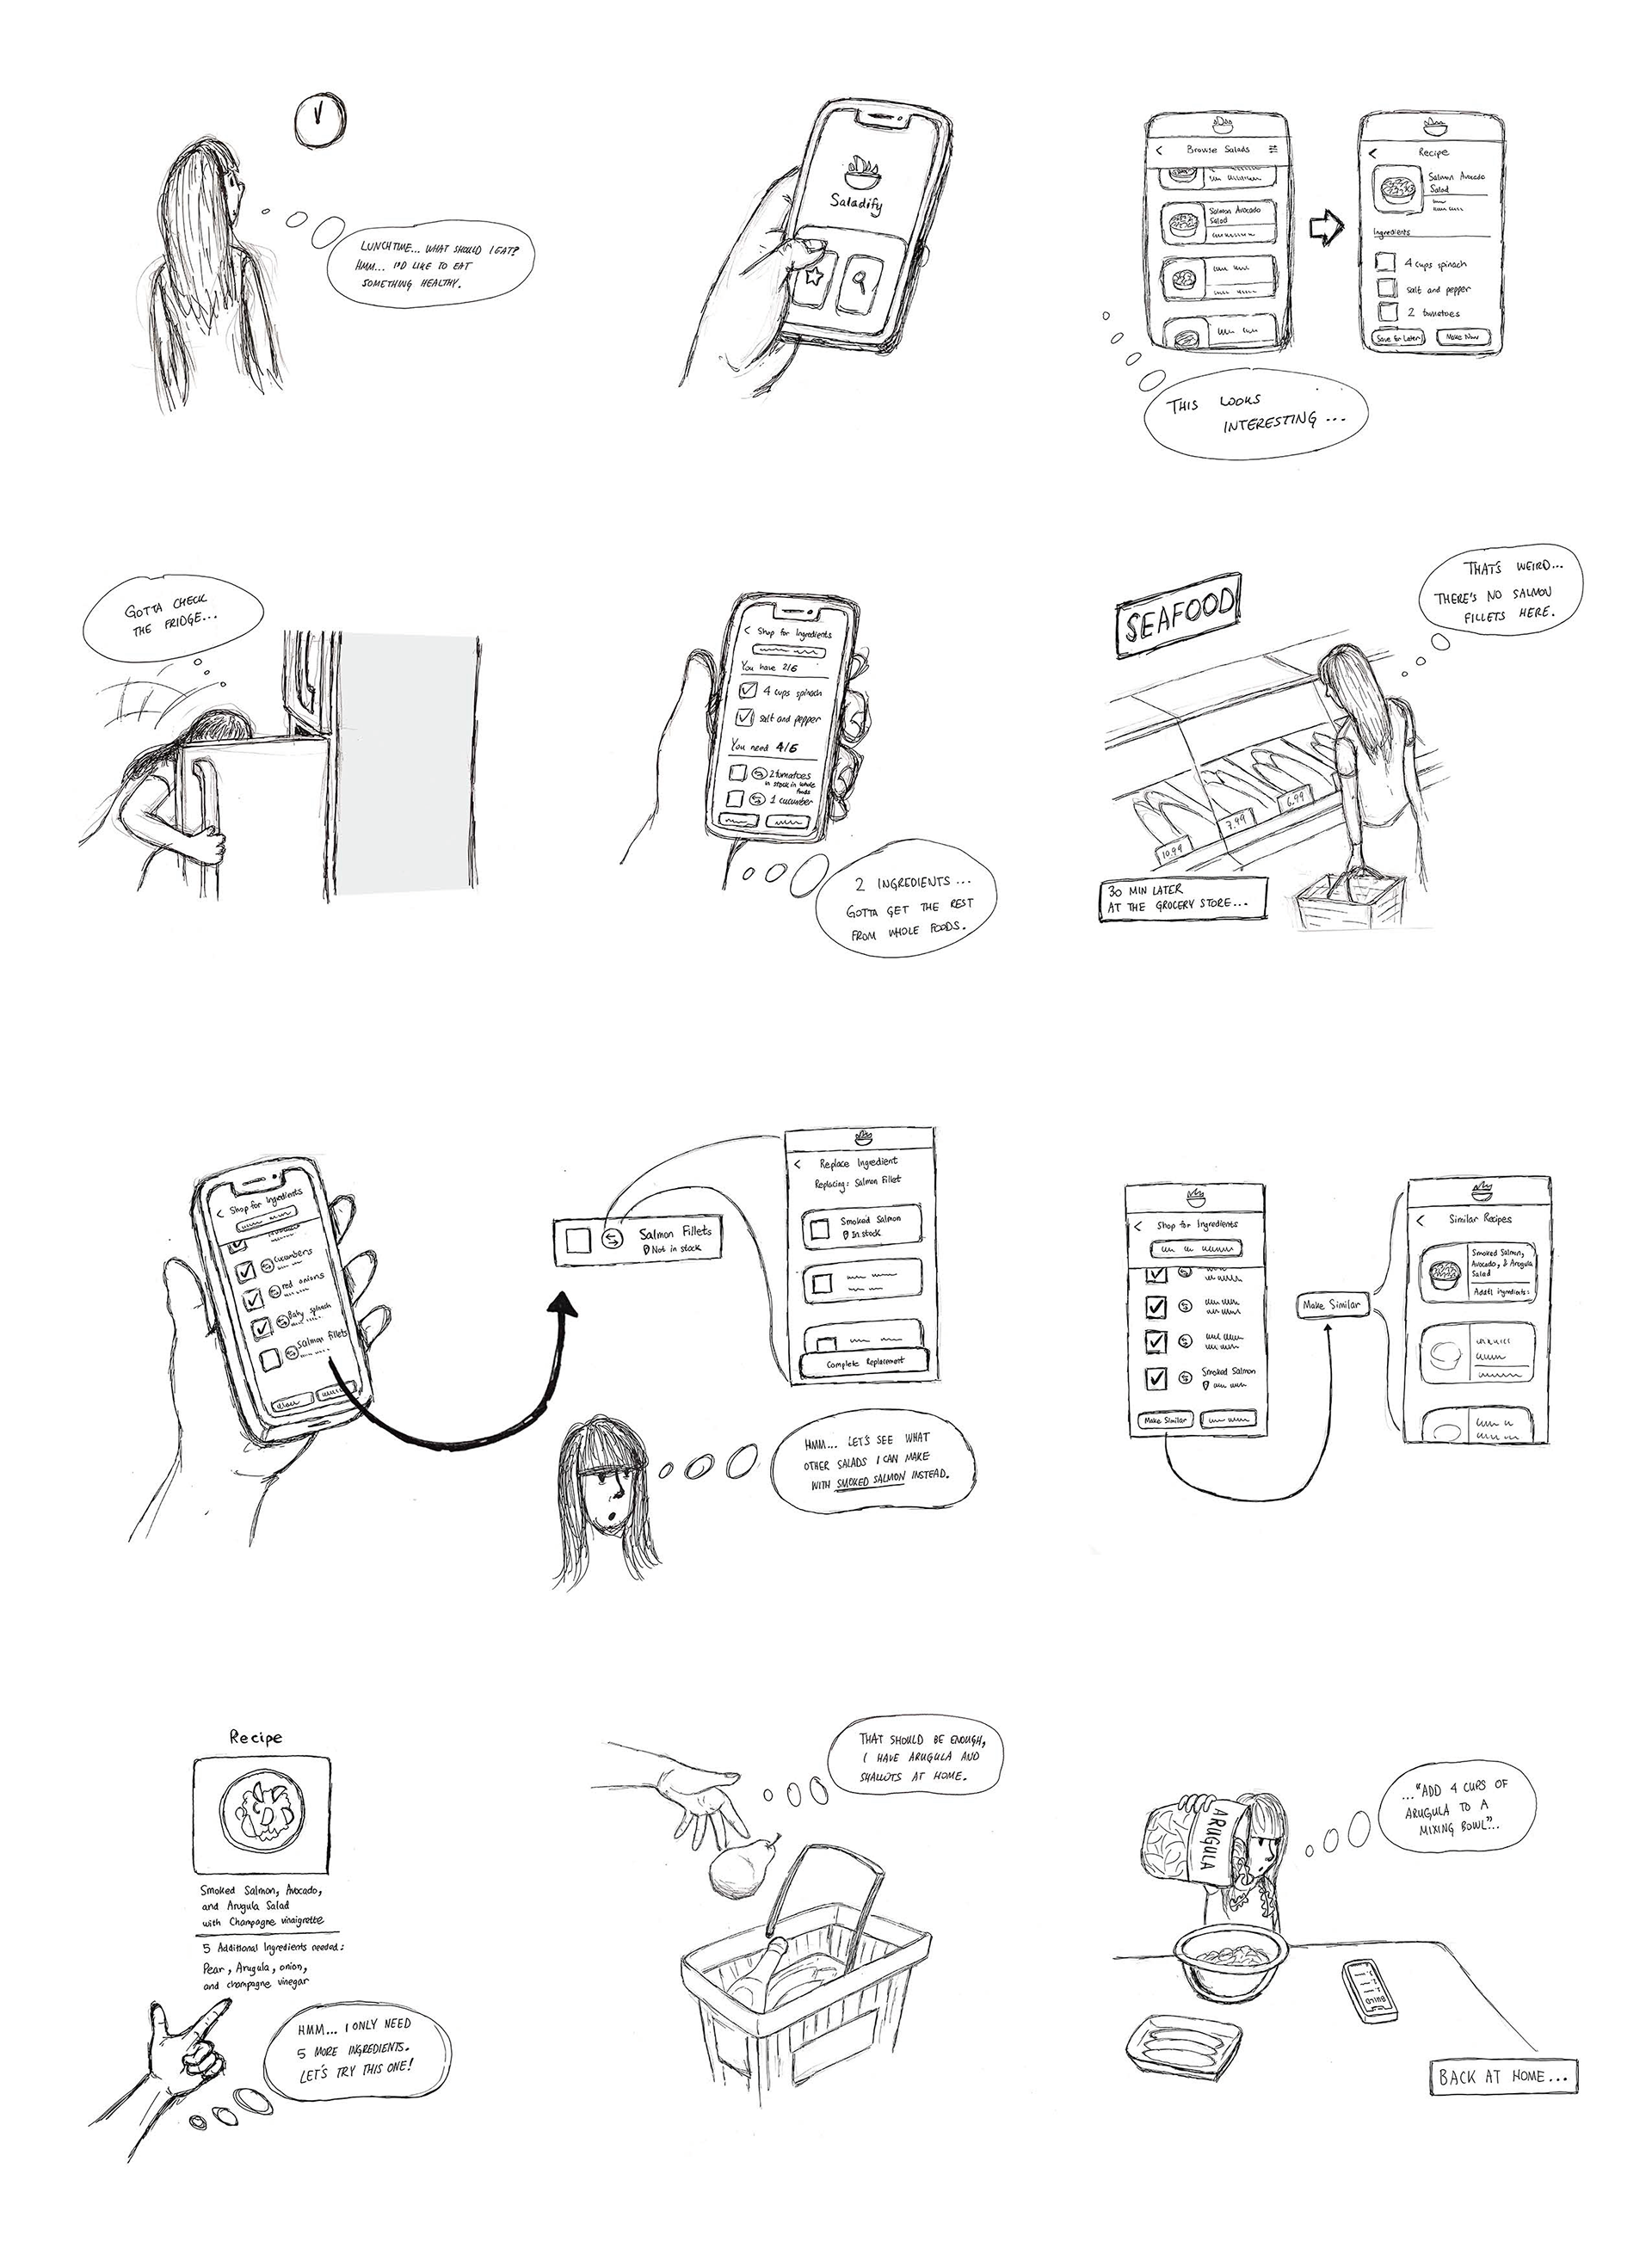 LUNCHTIME... WHAT SHOULD I EAT?
HMM... I'D LIKE TO EAT
SOMETHING HEALTHY.
Saladify
Browse Salads
Salmon Avocado
Salad
Recipe
Salmon Avocado
Salad
Ingredients
4 cups spinach
salt and pepper
2 tomatoes
Save for Later
Make Now
THIS LOOKS
INTERESTING...
GOTTA CHECK
THE FRIDGE...
< Shop for Ingredients
You have 2/6
4 cups spinach
salt and pepper
You need 4/6
2 tomatoes
in stock in whole
foods
1 cucumber
2 INGREDIENTS...
GOTTA GET THE REST
FROM WHOLE FOODS.
SEAFOOD
THAT'S WEIRD...
THERE'S NO SALMON
FILLETS HERE.
10.99
7.99
6.99
30 MIN LATER
AT THE GROCERY STORE...
< Shop for Ingredients
cucumbers
red onions
Baby spinach
Salmon fillets
Salmon Fillets
Not in stock
< Replace Ingredient
Replacing: Salmon Fillet
Smoked Salmon
In stock
Complete Replacement
HMM... LET'S SEE WHAT
OTHER SALADS I CAN MAKE
WITH SMOKED SALMON INSTEAD.
< Shop for Ingredients
Smoked Salmon
Make Similar
Make Similar
< Similar Recipes
Smoked Salmon,
Avocado, & Arugula
Salad
Addtl ingredients:
Recipe
Smoked Salmon, Avocado,
and Arugula Salad
with Champagne vinaigrette
5 Additional Ingredients needed:
Pear, Arugula, onion,
and champagne vinegar
HMM... I ONLY NEED
5 MORE INGREDIENTS.
LET'S TRY THIS ONE!
THAT SHOULD BE ENOUGH,
I HAVE ARUGULA AND
SHALLOTS AT HOME.
ARUGULA
..."ADD 4 CUPS OF
ARUGULA TO A
MIXING BOWL"...
BUILD
BACK AT HOME...